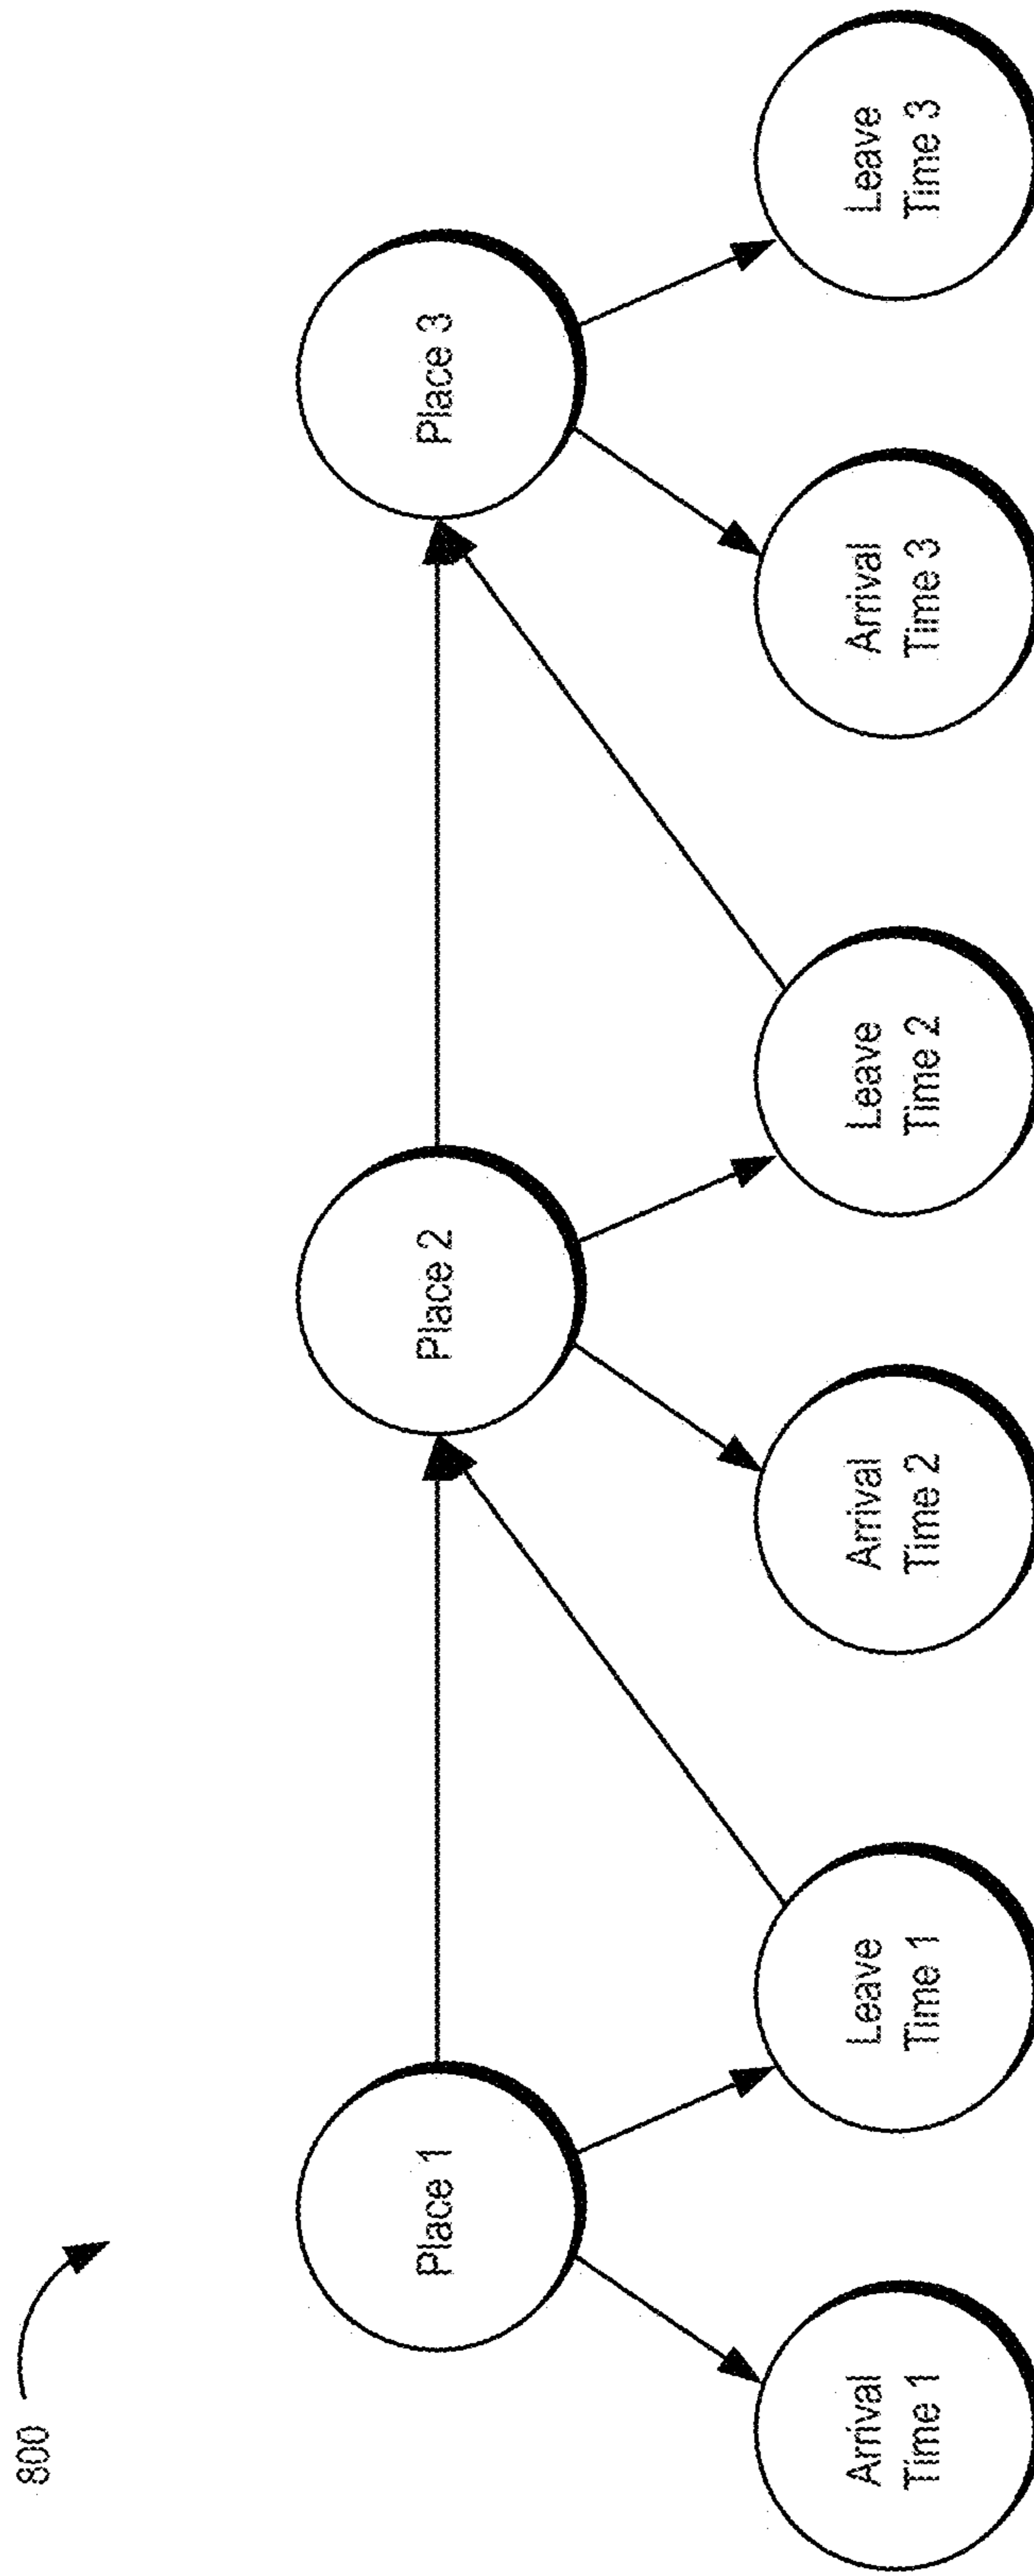 800
Place 1
Place 2
Place 3
Arrival
Time 1
Leave
Time 1
Arrival
Time 2
Leave
Time 2
Arrival
Time 3
Leave
Time 3